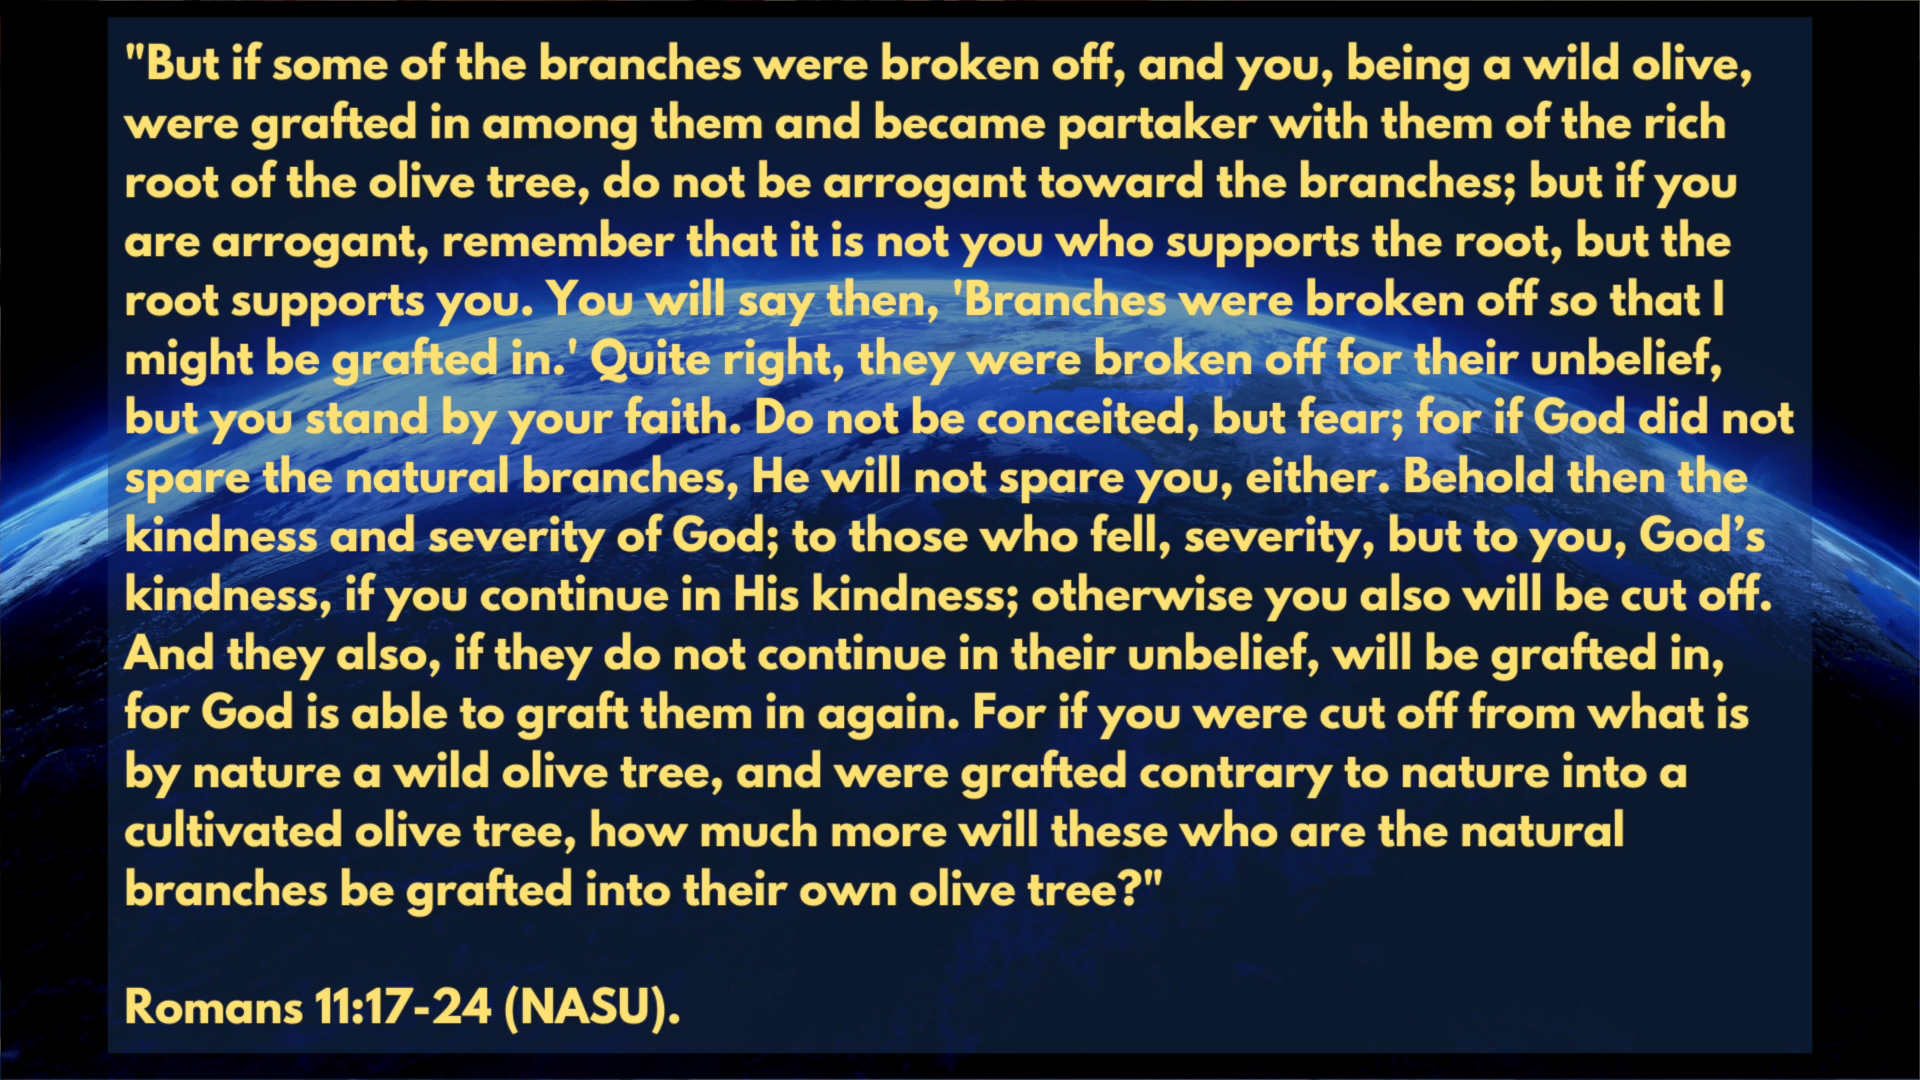 "But if some of the branches were broken off, and you, being a wild olive,
were grafted in among them and became partaker with them of the rich
root of the olive tree, do not be arrogant toward the branches; but if you
are arrogant, remember that it is not you who supports the root, but the
root supports you. You will say then, 'Branches were broken off so that I
might be grafted in.' Quite right, they were broken off for their unbelief,
but you stand by your faith. Do not be conceited, but fear; for if God did not
spare the natural branches, He will not spare you, either. Behold then the
kindness and severity of God; to those who fell, severity, but to you, God’s
kindness, if you continue in His kindness; otherwise you also will be cut off.
And they also, if they do not continue in their unbelief, will be grafted in,
for God is able to graft them in again. For if you were cut off from what is
by nature a wild olive tree, and were grafted contrary to nature into a
cultivated olive tree, how much more will these who are the natural
branches be grafted into their own olive tree?"
Romans 11:17-24 (NASU).